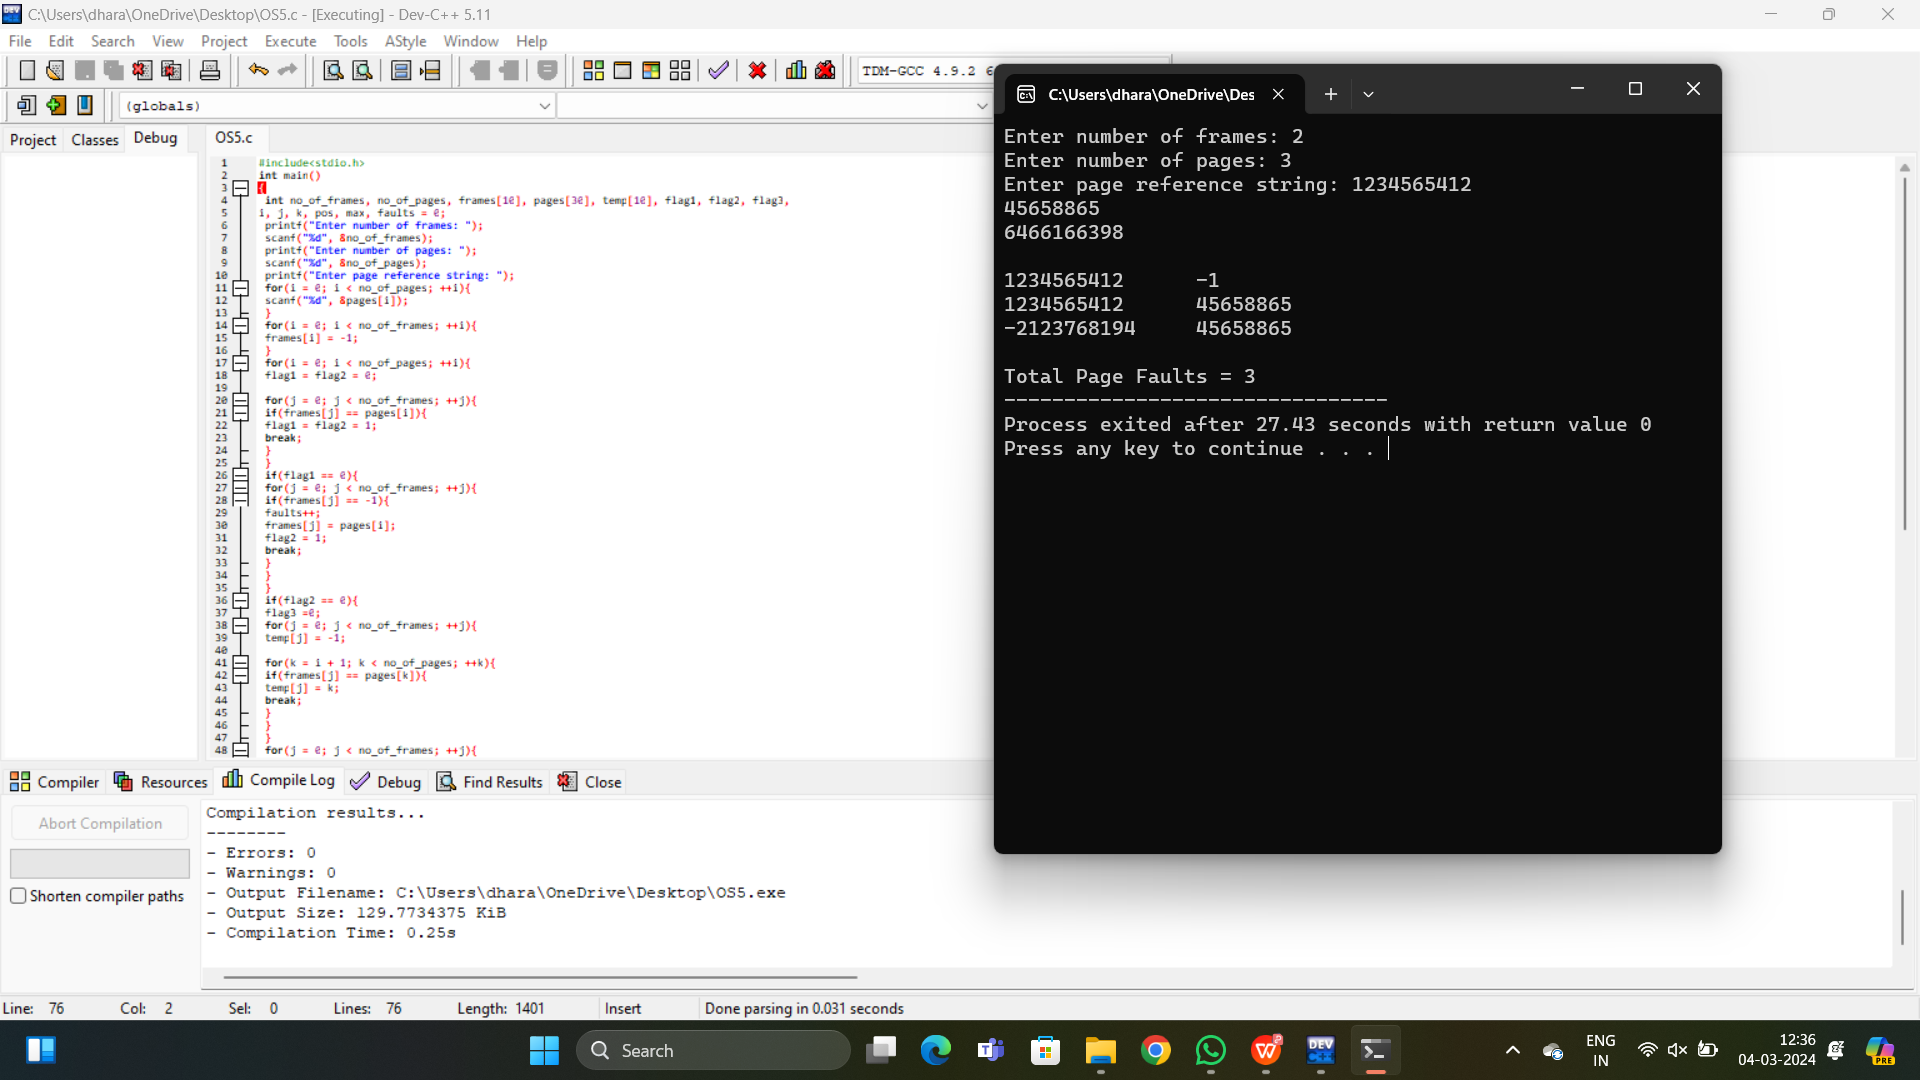 C:\Users\dhara\OneDrive\Desktop\OS5.c - [Executing] - Dev-C++ 5.11
File Edit Search View Project Execute Tools AStyle Window Help
TDM-GCC 4.9.2 6
(globals)
Project Classes Debug
OS5.c
1 #include<stdio.h>
2 int main()
3 {
4 int no_of_frames, no_of_pages, frames[10], pages[30], temp[10], flag1, flag2, flag3,
5 i, j, k, pos, max, faults = 0;
6 printf("Enter number of frames: ");
7 scanf("%d", &no_of_frames);
8 printf("Enter number of pages: ");
9 scanf("%d", &no_of_pages);
10 printf("Enter page reference string: ");
11 for(i = 0; i < no_of_pages; ++i){
12 scanf("%d", &pages[i]);
13 }
14 for(i = 0; i < no_of_frames; ++i){
15 frames[i] = -1;
16 }
17 for(i = 0; i < no_of_pages; ++i){
18 flag1 = flag2 = 0;
19
20 for(j = 0; j < no_of_frames; ++j){
21 if(frames[j] == pages[i]){
22 flag1 = flag2 = 1;
23 break;
24 }
25 }
26 if(flag1 == 0){
27 for(j = 0; j < no_of_frames; ++j){
28 if(frames[j] == -1){
29 faults++;
30 frames[j] = pages[i];
31 flag2 = 1;
32 break;
33 }
34 }
35 }
36 if(flag2 == 0){
37 flag3 =0;
38 for(j = 0; j < no_of_frames; ++j){
39 temp[j] = -1;
40
41 for(k = i + 1; k < no_of_pages; ++k){
42 if(frames[j] == pages[k]){
43 temp[j] = k;
44 break;
45 }
46 }
47 }
48 for(j = 0; j < no_of_frames; ++j){
C:\Users\dhara\OneDrive\Des
Enter number of frames: 2
Enter number of pages: 3
Enter page reference string: 1234565412
45658865
6466166398
1234565412 -1
1234565412 45658865
-2123768194 45658865
Total Page Faults = 3
--------------------------------
Process exited after 27.43 seconds with return value 0
Press any key to continue . . .
Compiler Resources Compile Log Debug Find Results Close
Abort Compilation
Shorten compiler paths
Compilation results...
--------
- Errors: 0
- Warnings: 0
- Output Filename: C:\Users\dhara\OneDrive\Desktop\OS5.exe
- Output Size: 129.7734375 KiB
- Compilation Time: 0.25s
Line: 76 Col: 2 Sel: 0 Lines: 76 Length: 1401 Insert Done parsing in 0.031 seconds
Search
ENG
IN
12:36
04-03-2024